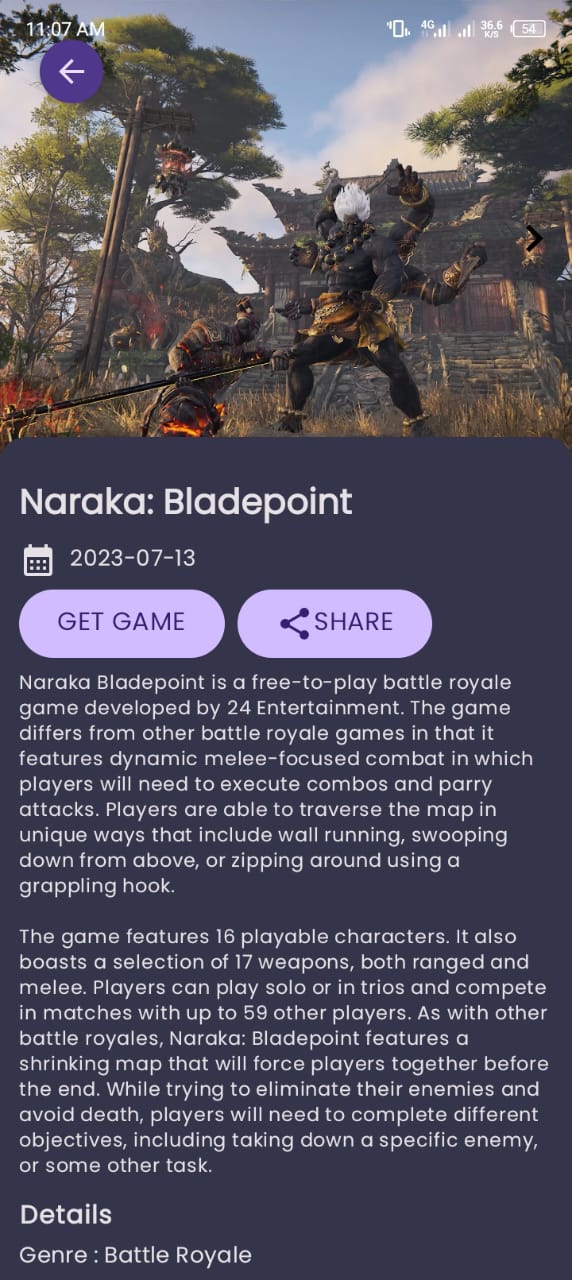 11:07 AM 4G 36.6 K/S 54
Naraka: Bladepoint
2023-07-13
GET GAME SHARE
Naraka Bladepoint is a free-to-play battle royale
game developed by 24 Entertainment. The game
differs from other battle royale games in that it
features dynamic melee-focused combat in which
players will need to execute combos and parry
attacks. Players are able to traverse the map in
unique ways that include wall running, swooping
down from above, or zipping around using a
grappling hook.
The game features 16 playable characters. It also
boasts a selection of 17 weapons, both ranged and
melee. Players can play solo or in trios and compete
in matches with up to 59 other players. As with other
battle royales, Naraka: Bladepoint features a
shrinking map that will force players together before
the end. While trying to eliminate their enemies and
avoid death, players will need to complete different
objectives, including taking down a specific enemy,
or some other task.
Details
Genre : Battle Royale